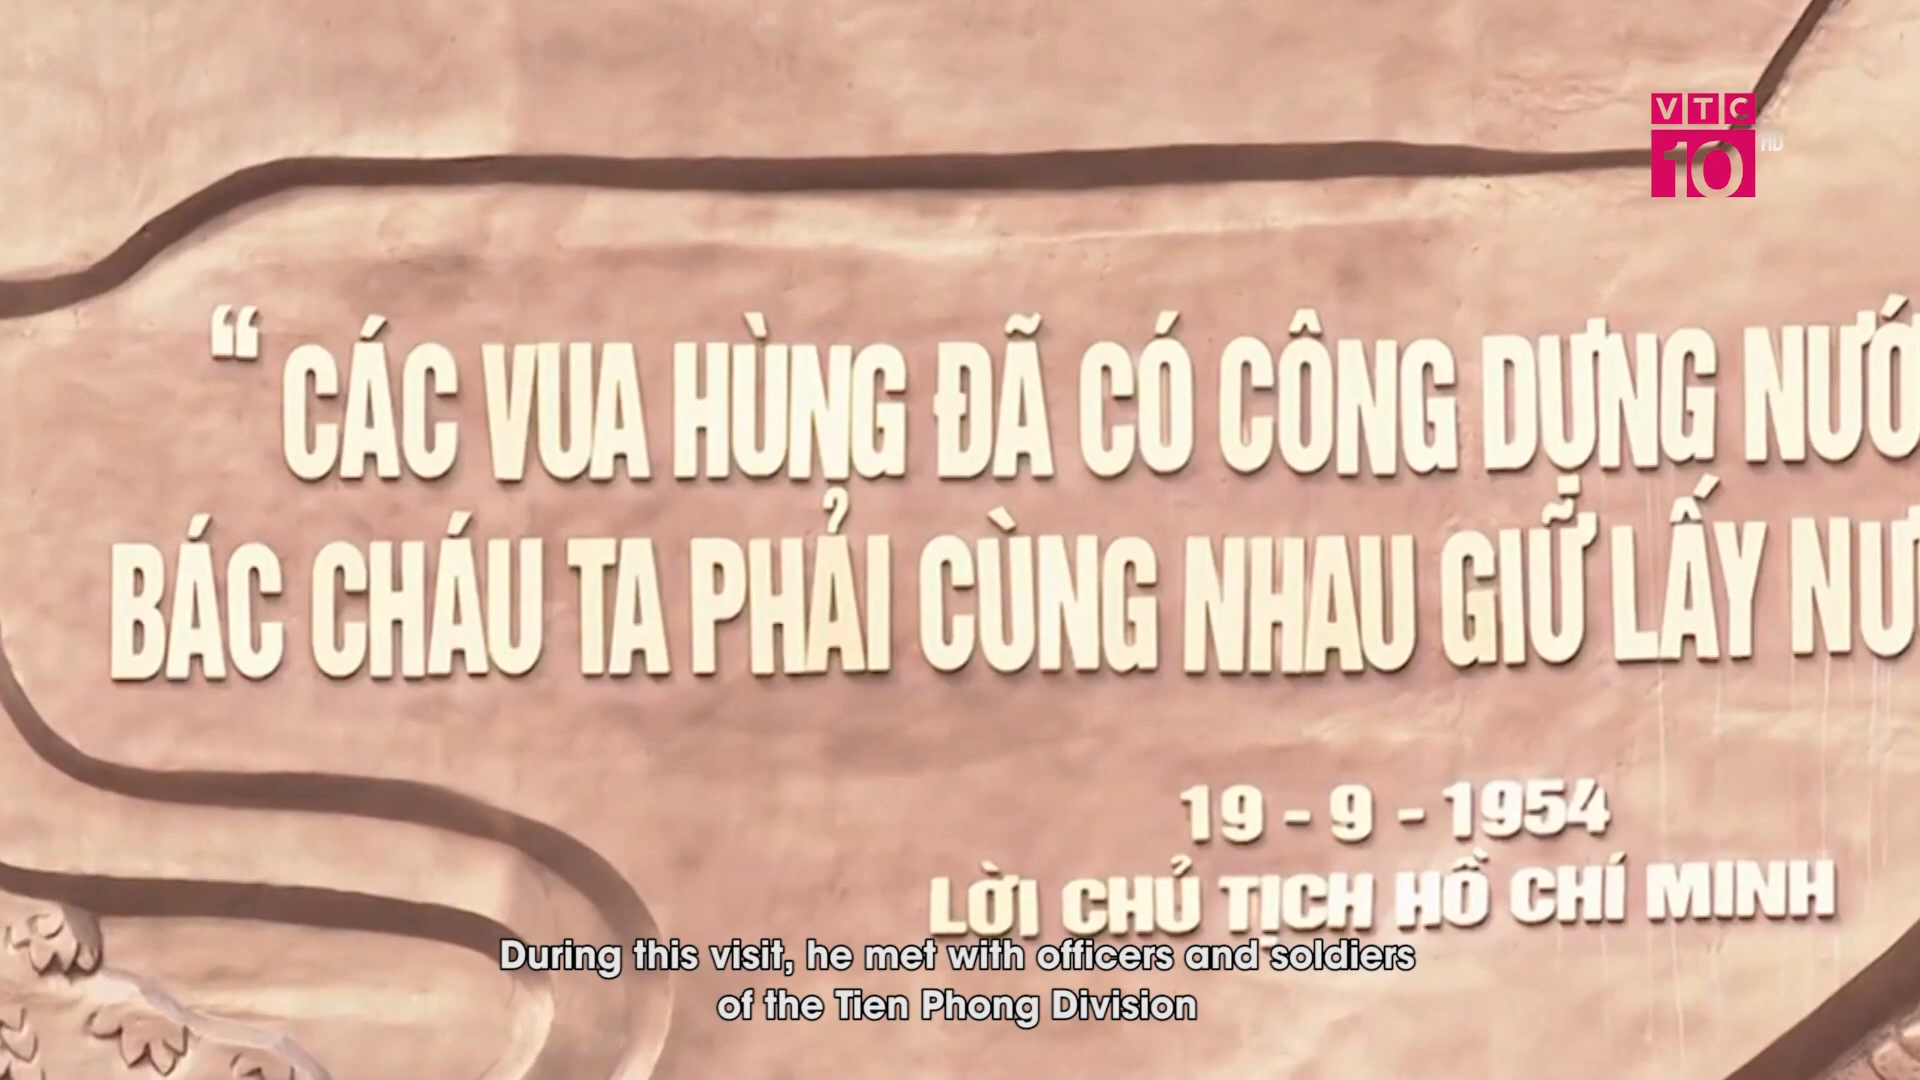 VTC
10 HD
“CÁC VUA HÙNG ĐÃ CÓ CÔNG DỰNG
BÁC CHÁU TA PHẢI CÙNG NHAU GIỮ LẤY
19 - 9 - 1954
LỜI CHỦ TỊCH HỒ CHÍ MINH
During this visit, he met with officers and soldiers
of the Tien Phong Division